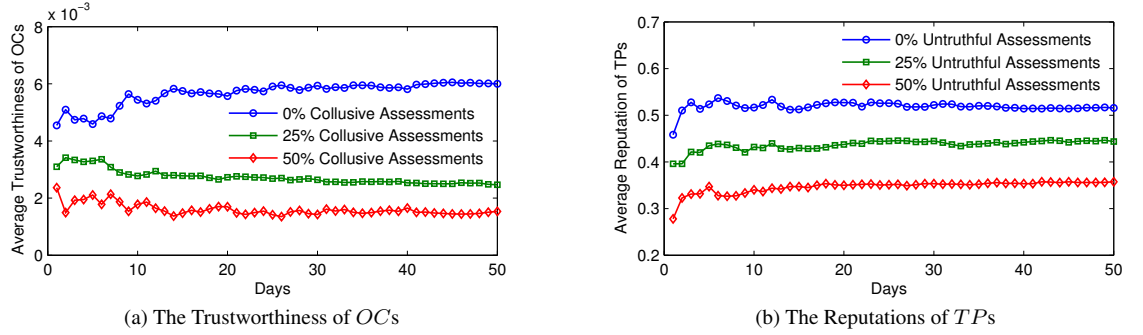 8
x 10⁻³
6
4
2
0
0 10 20 30 40 50
Average Trustworthiness of OCs
0% Collusive Assessments
25% Collusive Assessments
50% Collusive Assessments
Days
(a) The Trustworthiness of OCs
0.7
0.6
0.5
0.4
0.3
0.2
0 10 20 30 40 50
Average Reputation of TPs
0% Untruthful Assessments
25% Untruthful Assessments
50% Untruthful Assessments
Days
(b) The Reputations of TPs